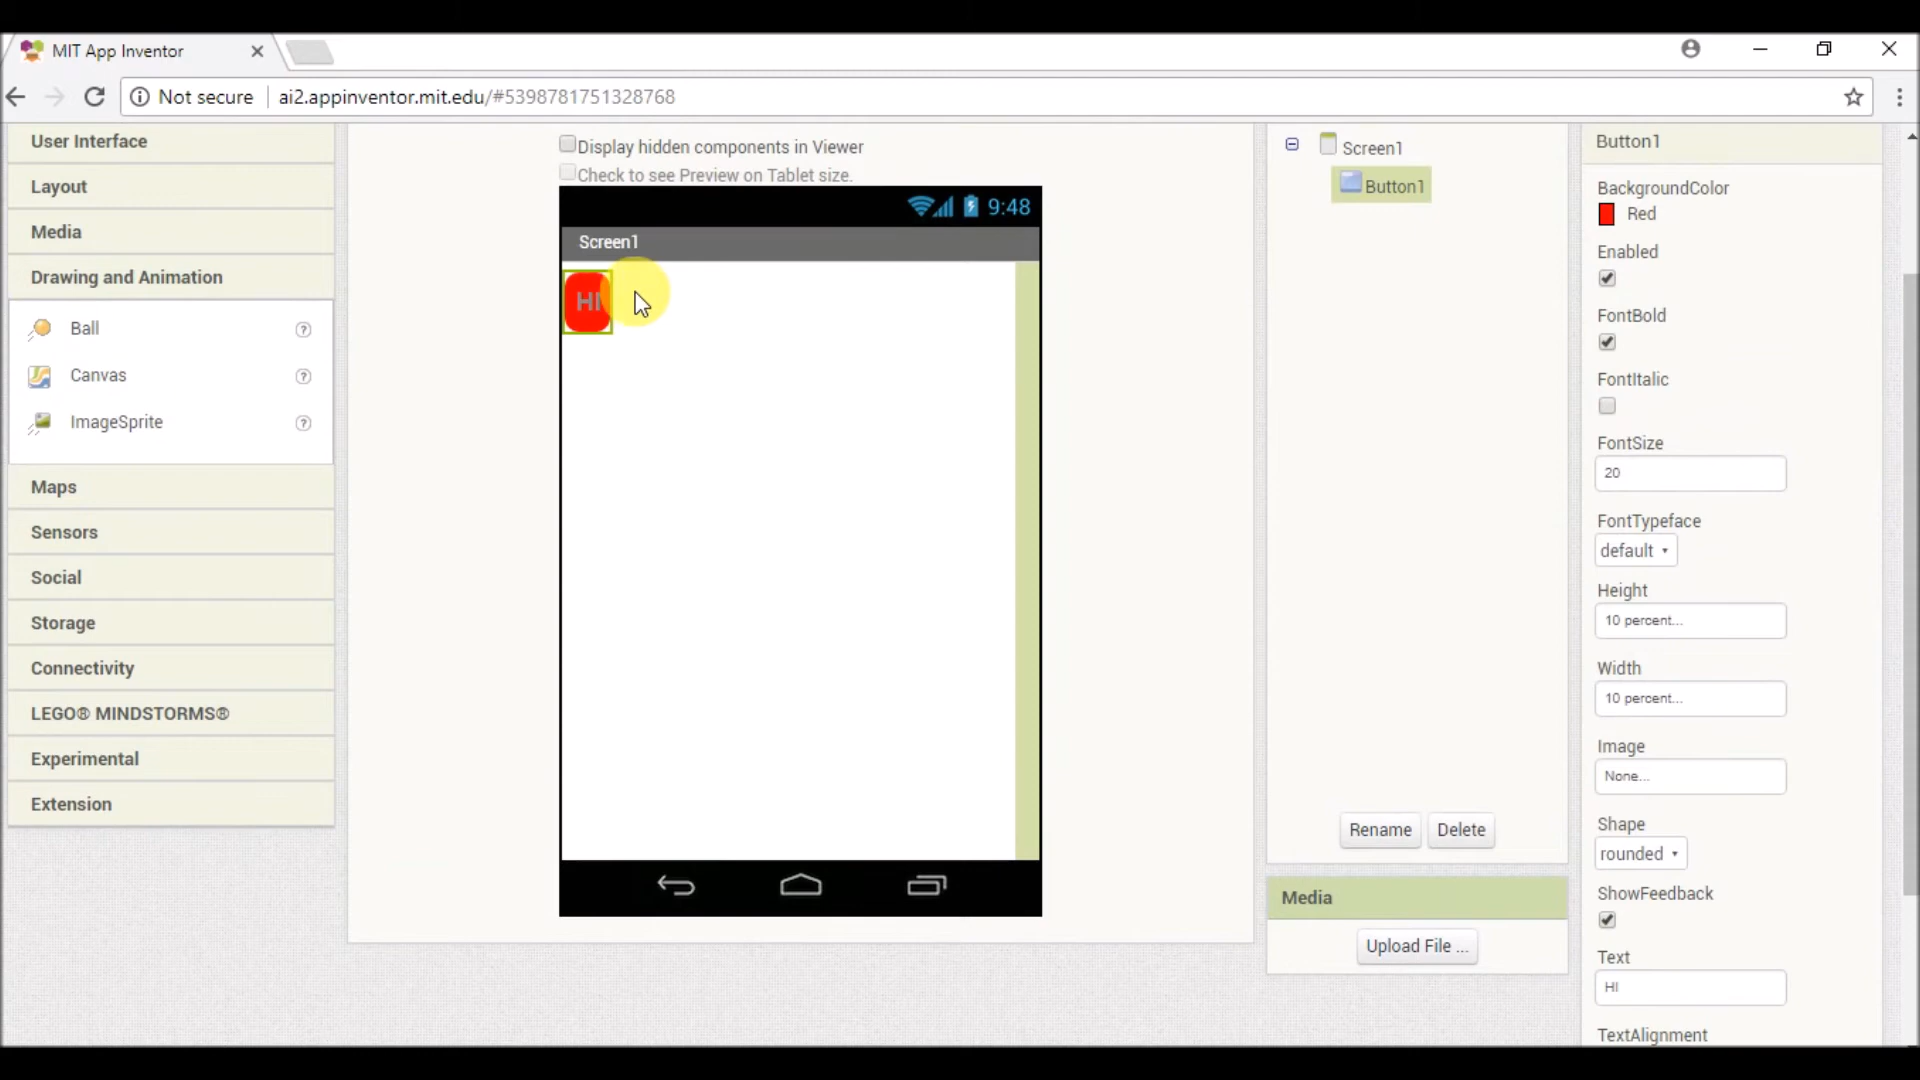 MIT App Inventor
Not secure
ai2.appinventor.mit.edu/#5398781751328768
User Interface
Layout
Media
Drawing and Animation
Ball
?
Canvas
?
ImageSprite
?
Maps
Sensors
Social
Storage
Connectivity
LEGO® MINDSTORMS®
Experimental
Extension
Display hidden components in Viewer
Check to see Preview on Tablet size.
9:48
Screen1
HI
Screen1
Button1
Rename
Delete
Media
Upload File ...
Button1
BackgroundColor
Red
Enabled
FontBold
FontItalic
FontSize
20
FontTypeface
default
Height
10 percent...
Width
10 percent...
Image
None...
Shape
rounded
ShowFeedback
Text
HI
TextAlignment